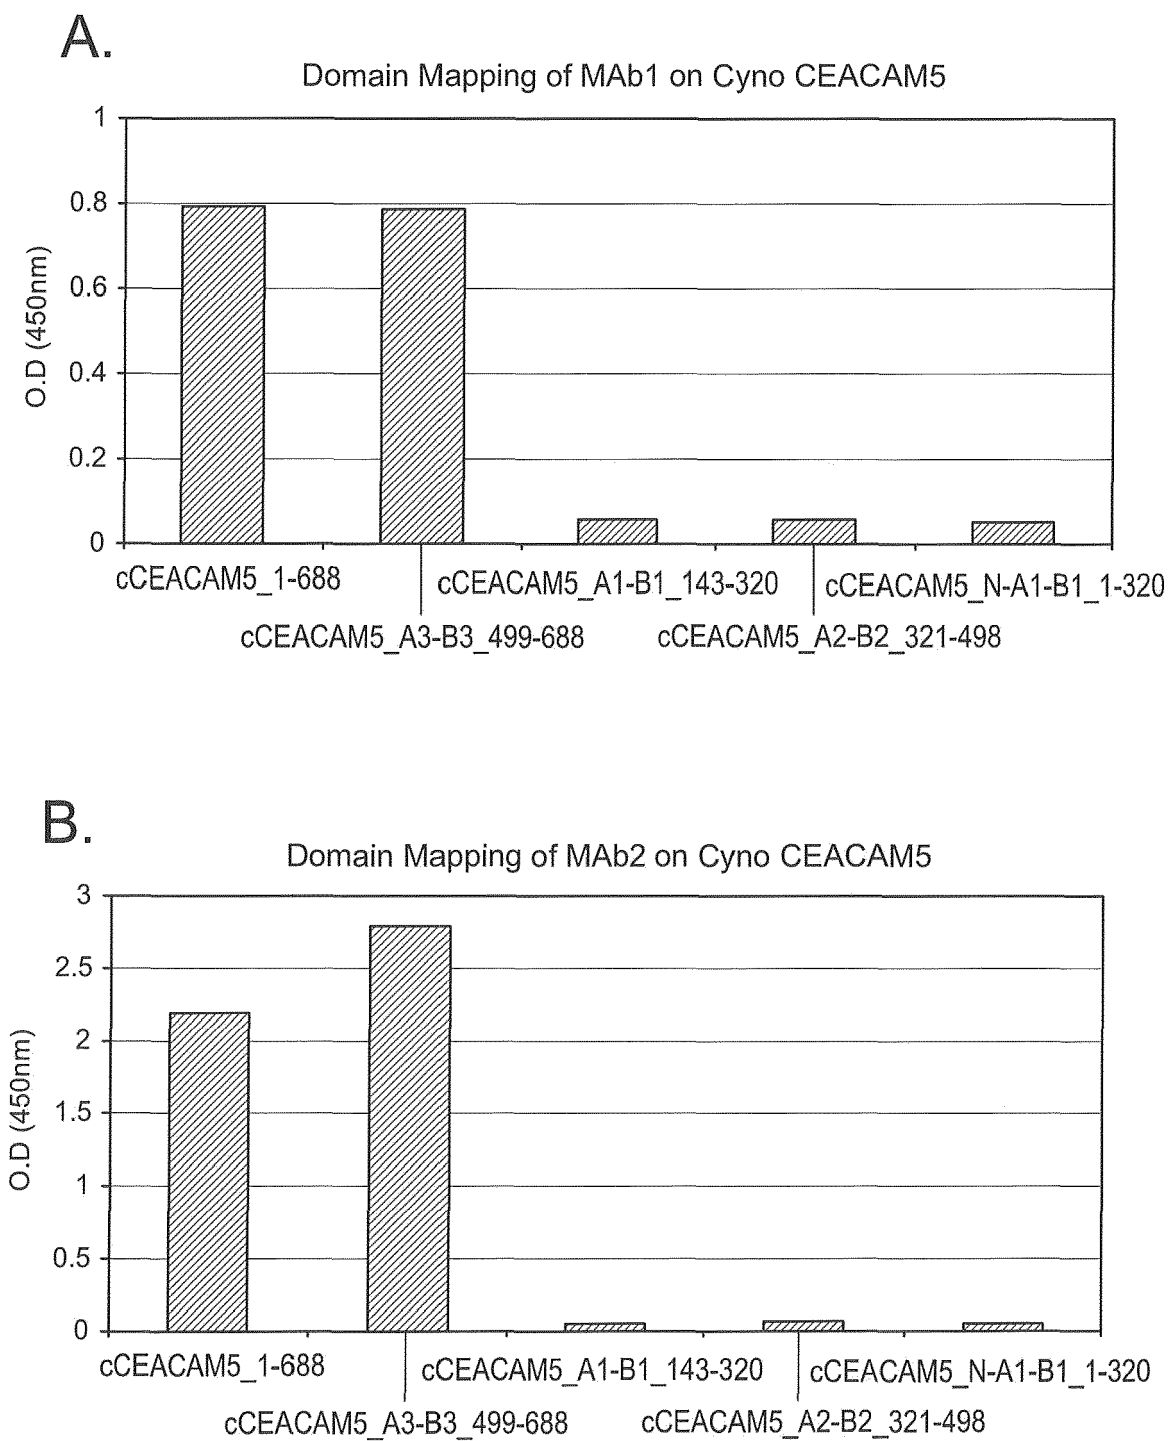 A.
Domain Mapping of MAb1 on Cyno CEACAM5
O.D (450nm)
1
0.8
0.6
0.4
0.2
0
cCEACAM5_1-688
cCEACAM5_A1-B1_143-320
cCEACAM5_N-A1-B1_1-320
cCEACAM5_A3-B3_499-688
cCEACAM5_A2-B2_321-498
B.
Domain Mapping of MAb2 on Cyno CEACAM5
O.D (450nm)
3
2.5
2
1.5
1
0.5
0
cCEACAM5_1-688
cCEACAM5_A1-B1_143-320
cCEACAM5_N-A1-B1_1-320
cCEACAM5_A3-B3_499-688
cCEACAM5_A2-B2_321-498